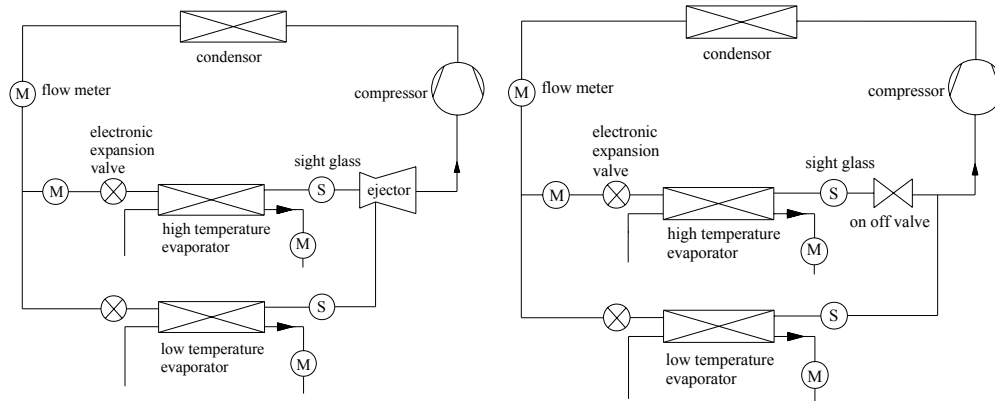 condensor
M
flow meter
compressor
electronic
expansion
valve
sight glass
M
S
ejector
high temperature
evaporator
M
S
low temperature
evaporator
M
condensor
M
flow meter
compressor
electronic
expansion
valve
sight glass
M
S
on off valve
high temperature
evaporator
M
S
low temperature
evaporator
M